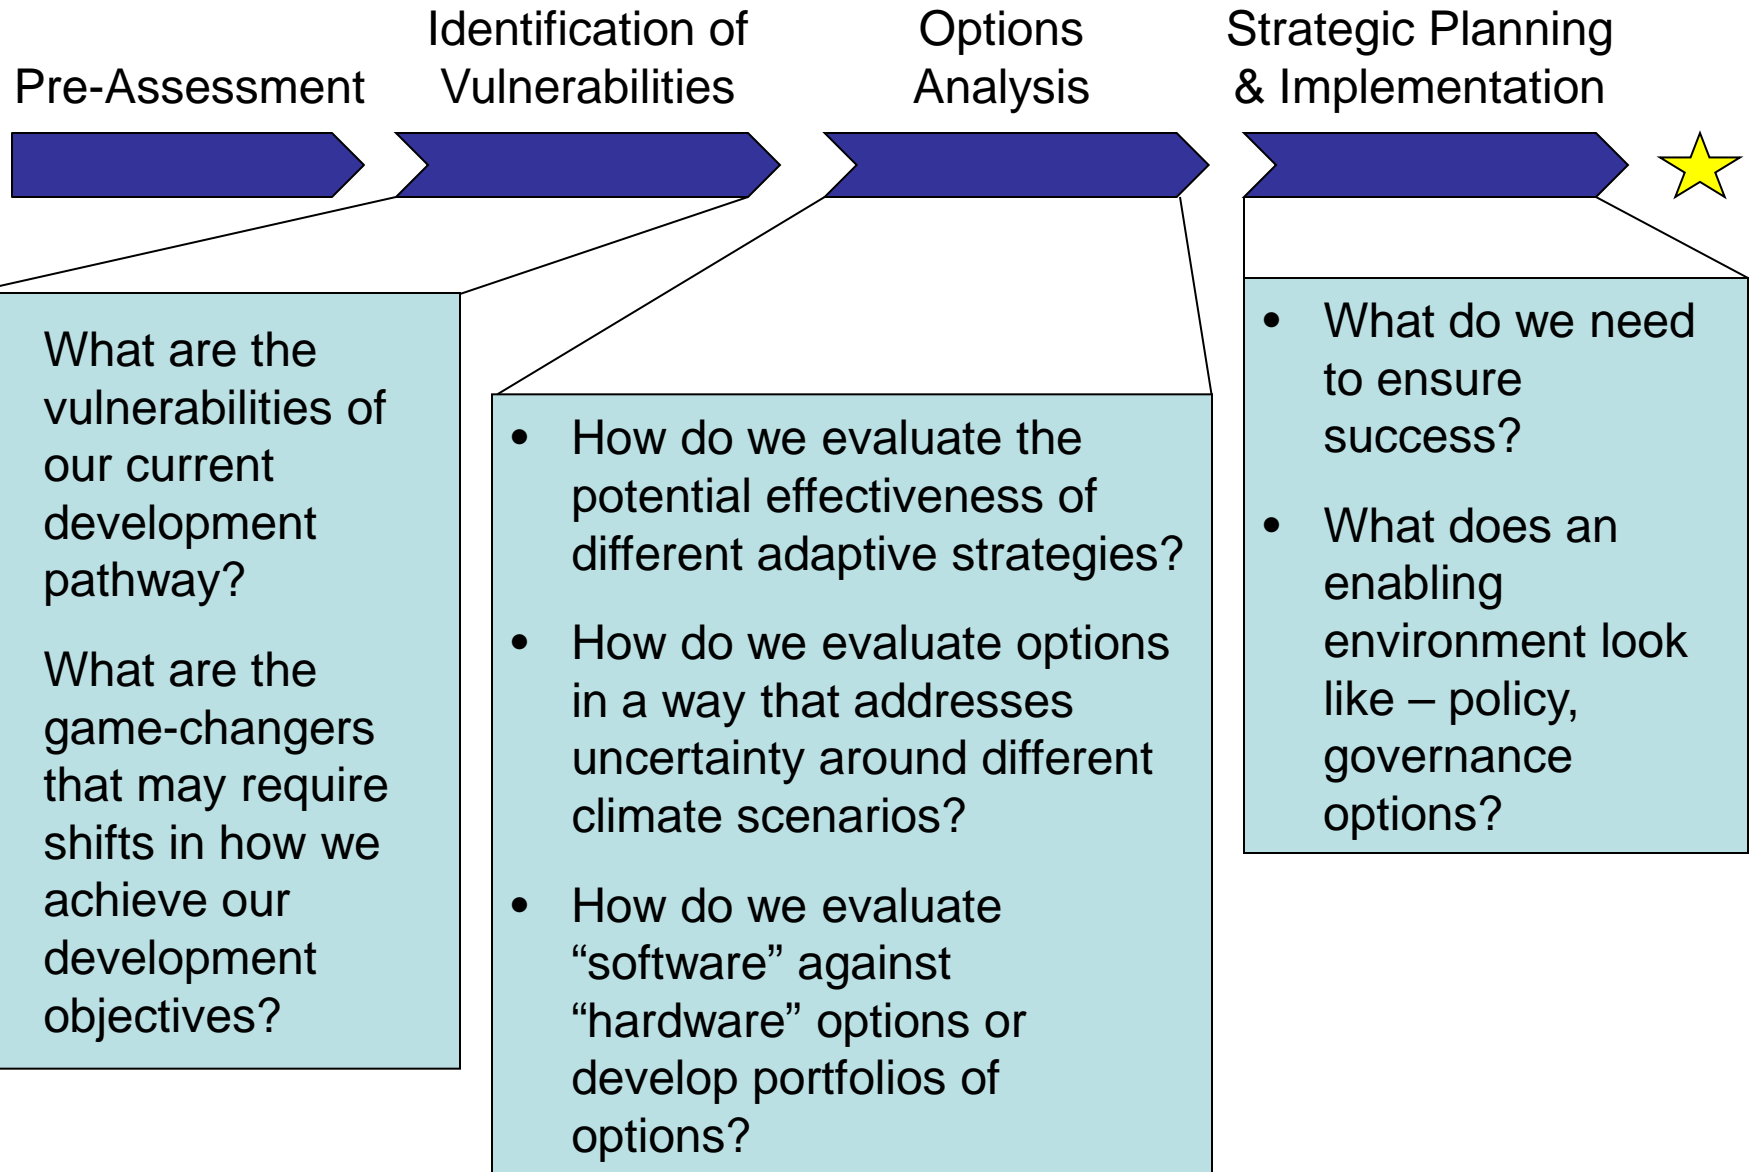 Pre-Assessment
Identification of
Vulnerabilities
Options
Analysis
Strategic Planning
& Implementation
What are the
vulnerabilities of
our current
development
pathway?
What are the
game-changers
that may require
shifts in how we
achieve our
development
objectives?
• How do we evaluate the
potential effectiveness of
different adaptive strategies?
• How do we evaluate options
in a way that addresses
uncertainty around different
climate scenarios?
• How do we evaluate
“software” against
“hardware” options or
develop portfolios of
options?
• What do we need
to ensure
success?
• What does an
enabling
environment look
like – policy,
governance
options?